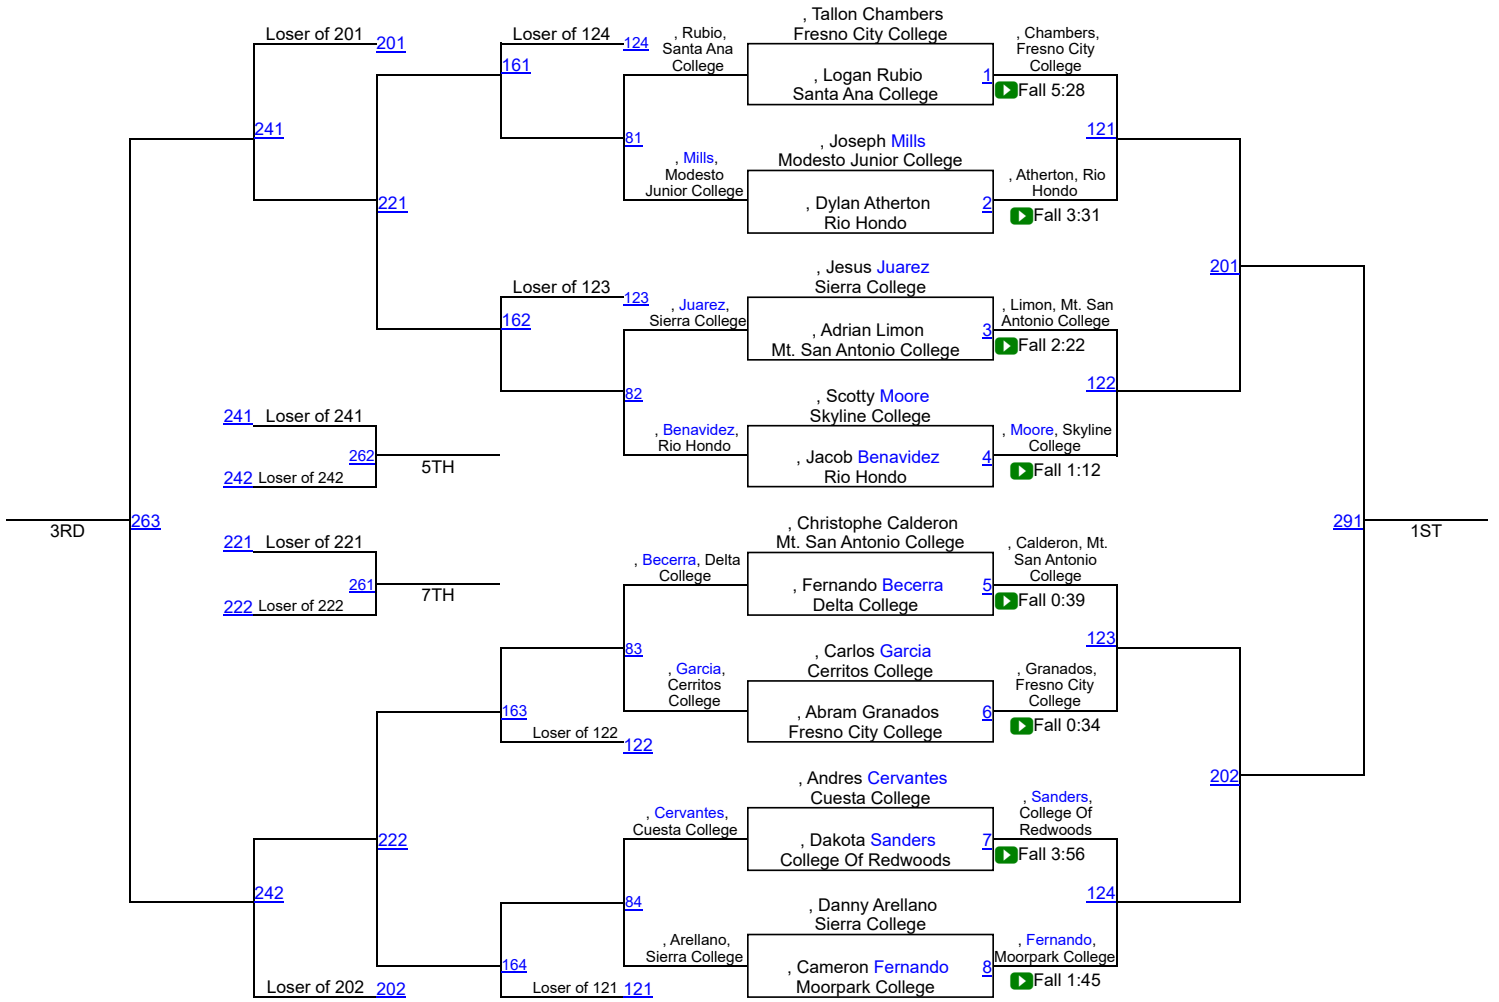 Loser of 201 201
241
221
Loser of 124 124
161
, Rubio,
Santa Ana
College
81
, Mills,
Modesto
Junior College
Loser of 123 123
162
, Juarez,
Sierra College
82
, Benavidez,
Rio Hondo
241 Loser of 241
262
5TH
242 Loser of 242
3RD
263
221 Loser of 221
261
7TH
222 Loser of 222
, Becerra, Delta
College
83
, Garcia,
Cerritos
College
163
Loser of 122 122
222
, Cervantes,
Cuesta College
84
, Arellano,
Sierra College
242
164
Loser of 202 202
Loser of 121 121
, Tallon Chambers
Fresno City College
, Logan Rubio
Santa Ana College
1
, Chambers,
Fresno City
College
Fall 5:28
121
, Joseph Mills
Modesto Junior College
, Dylan Atherton
Rio Hondo
2
, Atherton, Rio
Hondo
Fall 3:31
201
, Jesus Juarez
Sierra College
, Adrian Limon
Mt. San Antonio College
3
, Limon, Mt. San
Antonio College
Fall 2:22
122
, Scotty Moore
Skyline College
, Jacob Benavidez
Rio Hondo
4
, Moore, Skyline
College
Fall 1:12
291
1ST
, Christophe Calderon
Mt. San Antonio College
, Fernando Becerra
Delta College
5
, Calderon, Mt.
San Antonio
College
Fall 0:39
123
, Carlos Garcia
Cerritos College
, Abram Granados
Fresno City College
6
, Granados,
Fresno City
College
Fall 0:34
202
, Andres Cervantes
Cuesta College
, Dakota Sanders
College Of Redwoods
7
, Sanders,
College Of
Redwoods
Fall 3:56
124
, Danny Arellano
Sierra College
, Cameron Fernando
Moorpark College
8
, Fernando,
Moorpark College
Fall 1:45